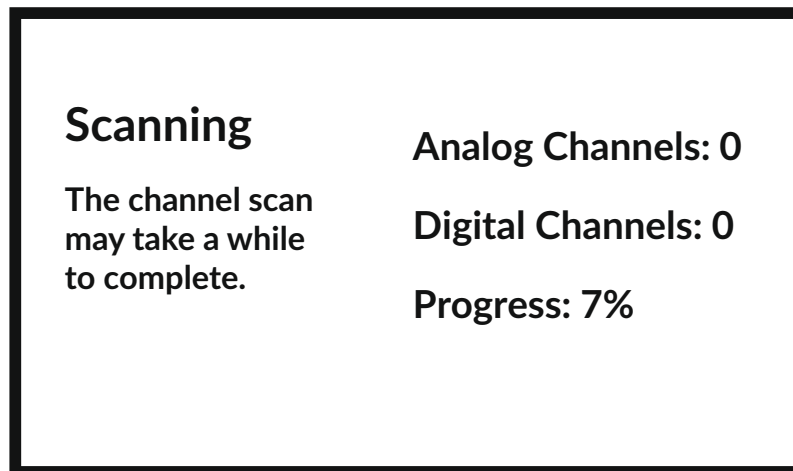 Scanning
The channel scan
may take a while
to complete.
Analog Channels: 0
Digital Channels: 0
Progress: 7%